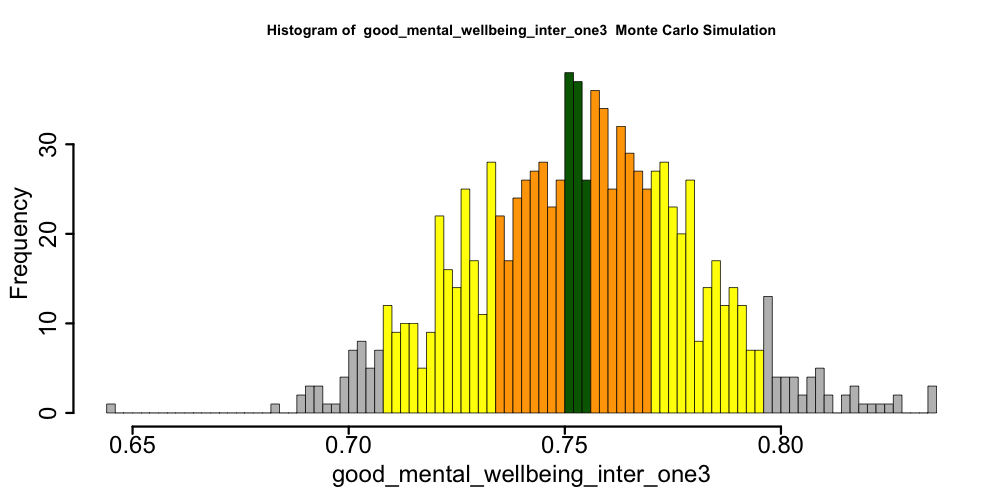 Histogram of  good_mental_wellbeing_inter_one3  Monte Carlo Simulation
Frequency
30
20
10
0
0.65
0.70
0.75
0.80
good_mental_wellbeing_inter_one3